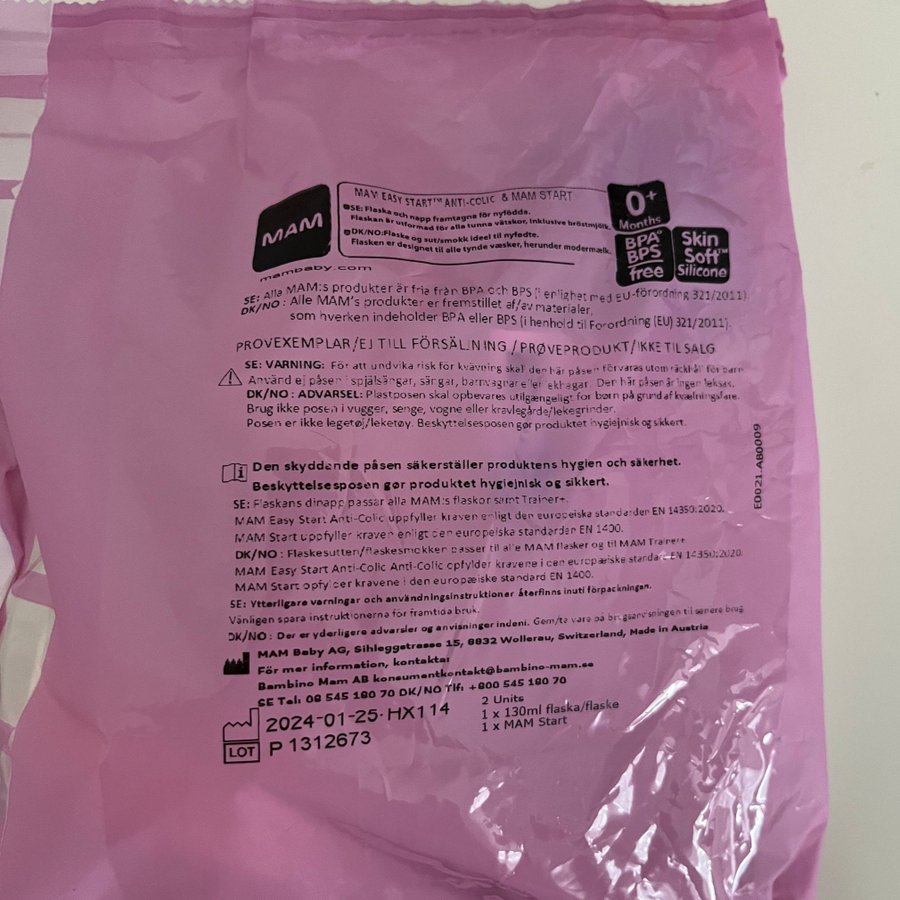 MAM
mambaby.com
MAM EASY START™ ANTI-COLIC & MAM START
SE: Flaska och napp framtagna för nyfödda.
Flaskan är utformad för alla tunna vätskor, inklusive bröstmjölk.
DK/NO: Flaske og sut/smokk ideel til nyfødte.
Flasken er designet til alle tynde væsker, herunder modermælk.
0+
Months
BPA°
BPS
free
Skin
Soft™
Silicone
SE: Alla MAM:s produkter är fria från BPA och BPS (i enlighet med EU-förordning 321/2011).
DK/NO : Alle MAM's produkter er fremstillet af/av materialer,
som hverken indeholder BPA eller BPS (i henhold til Forordning (EU) 321/2011).
PROVEXEMPLAR/EJ TILL FÖRSÄLJNING / PRØVEPRODUKT/IKKE TIL SALG
SE: VARNING: För att undvika risk för kvävning skall den här påsen förvaras utom räckhåll för barn.
Använd ej påsen i spjälsängar, sängar, barnvagnar eller lekhagar. Den här påsen är ingen leksak.
DK/NO : ADVARSEL: Plastposen skal opbevares utilgængeligt for børn på grund af kvælningsfare.
Brug ikke posen i vugger, senge, vogne eller kravlegårde/lekegrinder.
Posen er ikke legetøj/leketøy. Beskyttelsesposen gør produktet hygiejnisk og sikkert.
Den skyddande påsen säkerställer produktens hygien och säkerhet.
Beskyttelsesposen gør produktet hygiejnisk og sikkert.
SE: Flaskans dinapp passar alla MAM:s flaskor samt Trainer+.
MAM Easy Start Anti-Colic uppfyller kraven enligt den europeiska standarden EN 14350:2020.
MAM Start uppfyller kraven enligt den europeiska standarden EN 1400.
DK/NO : Flaskesutten/flaskesmokken passer til alle MAM flasker og til MAM Trainer+
MAM Easy Start Anti-Colic Anti-Colic opfylder kravene i den europæiske standard EN 14350:2020.
MAM Start opfylder kravene i den europæiske standard EN 1400.
SE: Ytterligare varningar och användningsinstruktioner återfinns inuti förpackningen.
Vänligen spara instruktionerna för framtida bruk.
DK/NO : Der er yderligere advarsler og anvisninger indeni. Gem/ta vare på brugsanvisningen til senere brug.
MAM Baby AG, Sihleggstrasse 15, 8832 Wollerau, Switzerland, Made in Austria
För mer information, kontakta:
Bambino Mam AB konsumentkontakt@bambino-mam.se
SE Tel: 08 545 180 70 DK/NO Tlf: +800 545 180 70
2024-01-25· HX114
LOT P 1312673
2 Units
1 x 130ml flaska/flaske
1 x MAM Start
ED021.AB0009